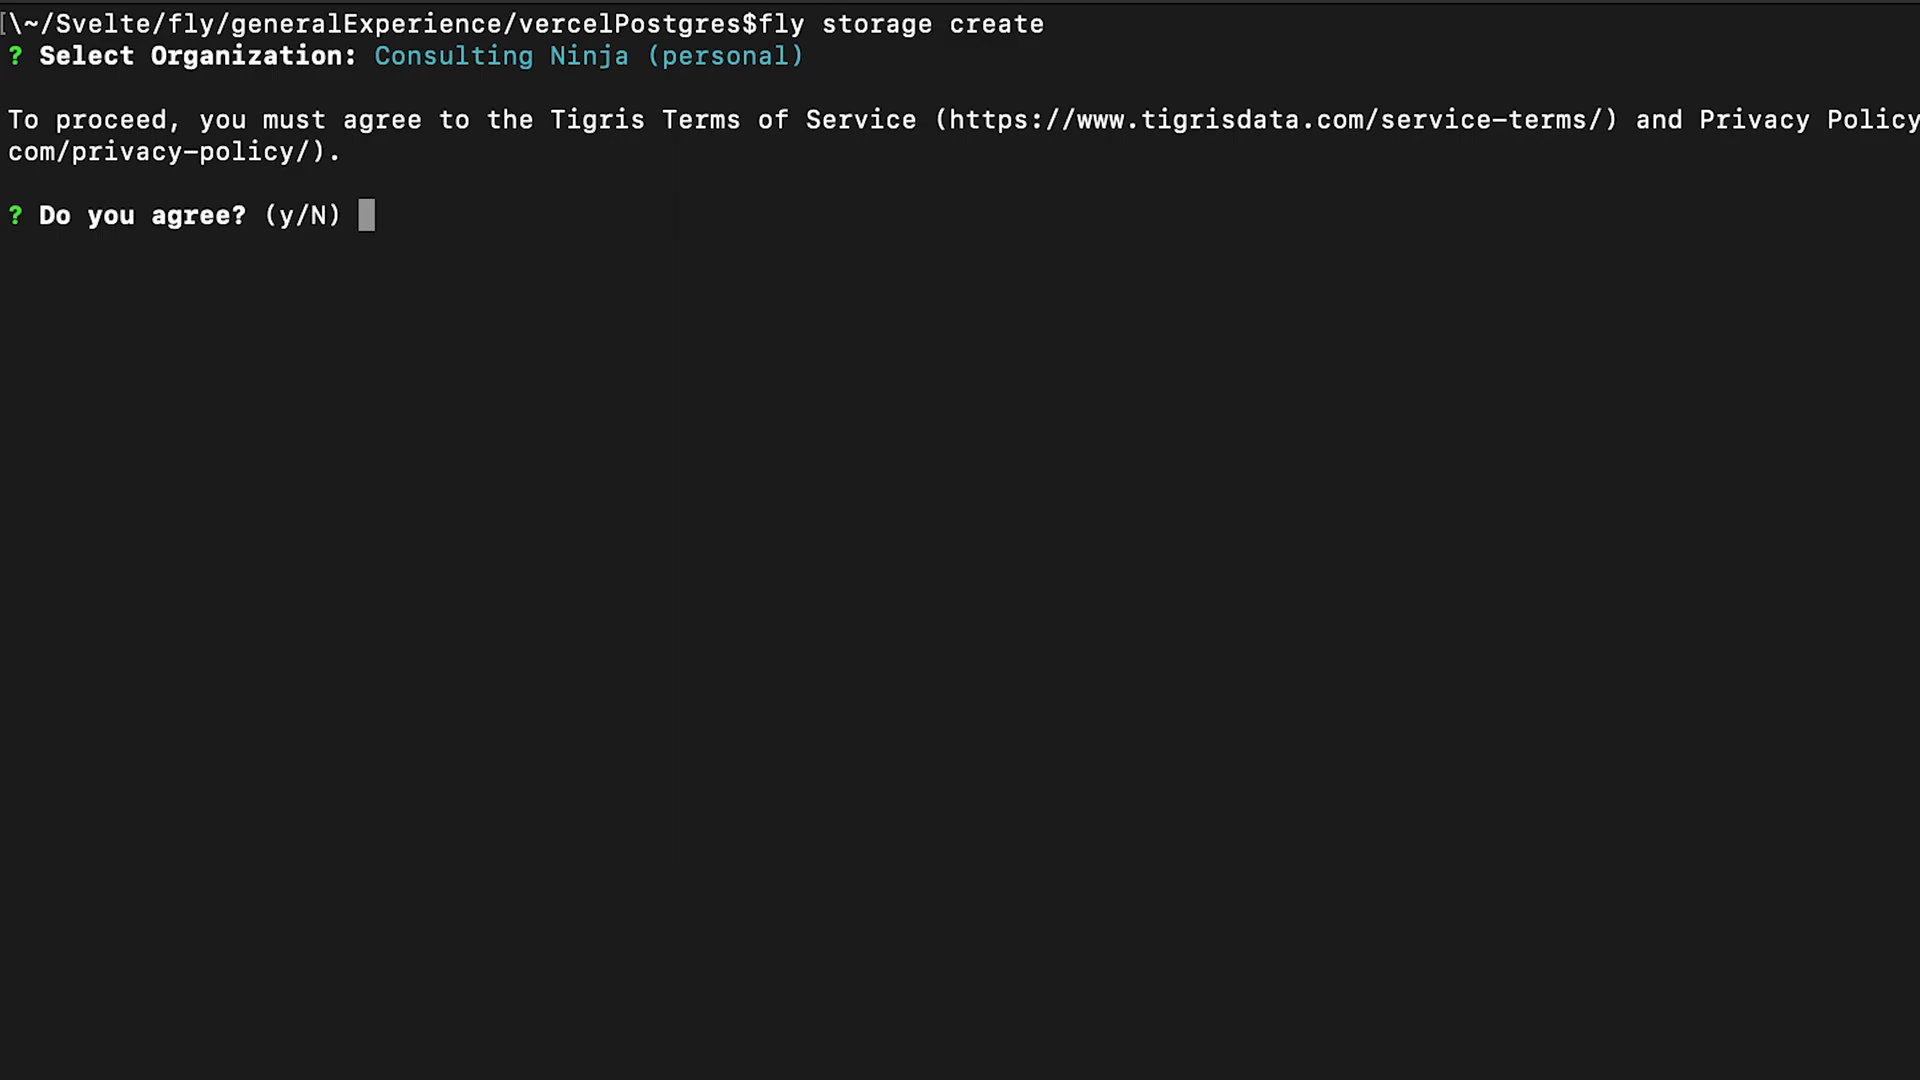 [\~/Svelte/fly/generalExperience/vercelPostgres$fly storage create
? Select Organization: Consulting Ninja (personal)
To proceed, you must agree to the Tigris Terms of Service (https://www.tigrisdata.com/service-terms/) and Privacy Policy
com/privacy-policy/).
? Do you agree? (y/N)